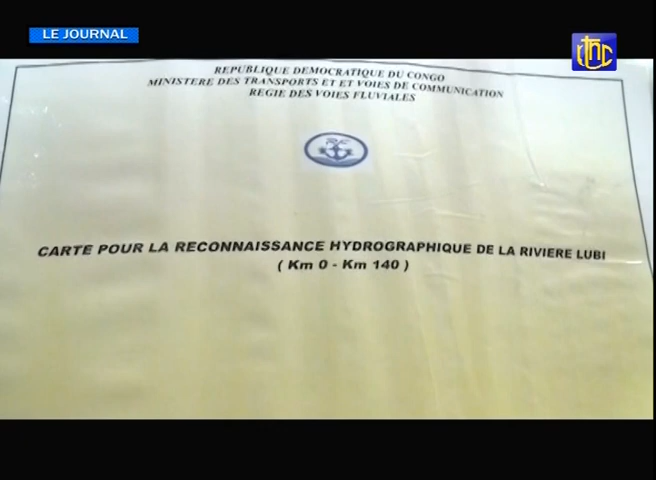 LE JOURNAL
REPUBLIQUE DEMOCRATIQUE DU CONGO
MINISTERE DES TRANSPORTS ET ET VOIES DE COMMUNICATION
REGIE DES VOIES FLUVIALES
CARTE POUR LA RECONNAISSANCE HYDROGRAPHIQUE DE LA RIVIERE LUBI
( Km 0 - Km 140 )